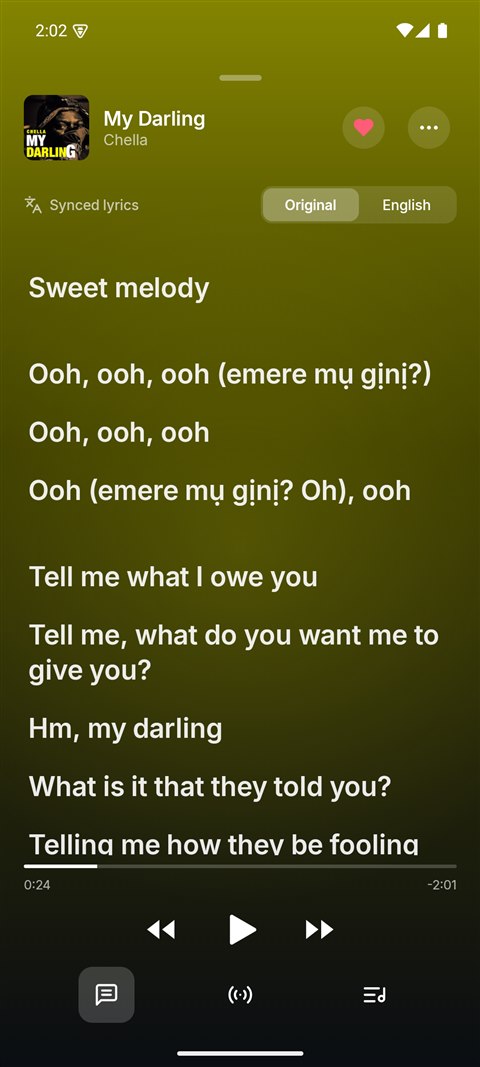 2:02
CHELLA
MY
DARLING
My Darling
Chella
Synced lyrics
Original
English
Sweet melody
Ooh, ooh, ooh (emere mụ gịnị?)
Ooh, ooh, ooh
Ooh (emere mụ gịnị? Oh), ooh
Tell me what I owe you
Tell me, what do you want me to
give you?
Hm, my darling
What is it that they told you?
Telling me how they be fooling
0:24
-2:01